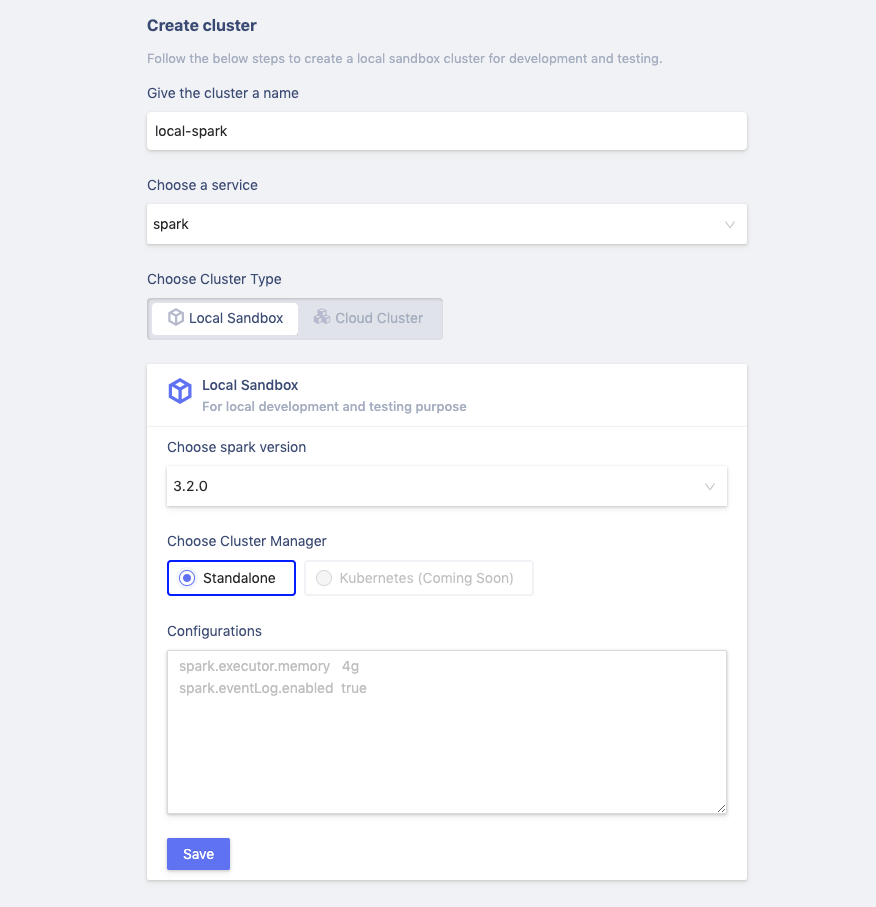 Create cluster
Follow the below steps to create a local sandbox cluster for development and testing.
Give the cluster a name
local-spark
Choose a service
spark
Choose Cluster Type
Local Sandbox Cloud Cluster
Local Sandbox
For local development and testing purpose
Choose spark version
3.2.0
Choose Cluster Manager
Standalone Kubernetes (Coming Soon)
Configurations
spark.executor.memory 4g
spark.eventLog.enabled true
Save